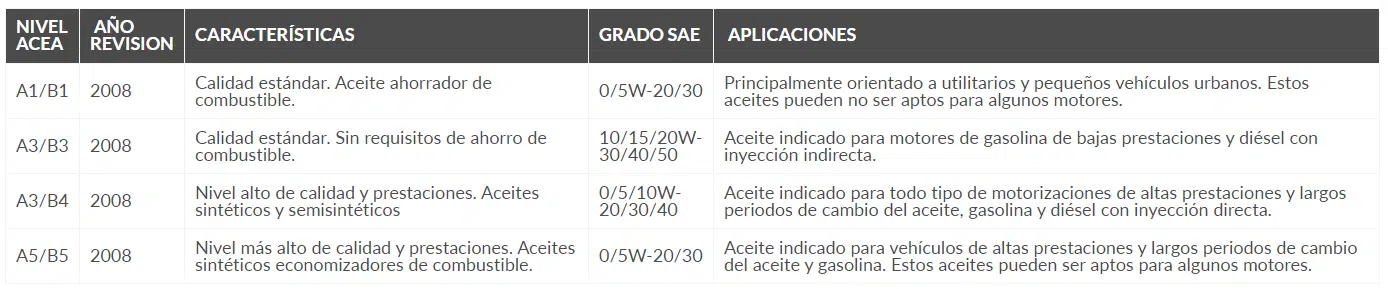 NIVEL ACEA
AÑO REVISION
CARACTERÍSTICAS
GRADO SAE
APLICACIONES
A1/B1
2008
Calidad estándar. Aceite ahorrador de
combustible.
0/5W-20/30
Principalmente orientado a utilitarios y pequeños vehículos urbanos. Estos
aceites pueden no ser aptos para algunos motores.
A3/B3
2008
Calidad estándar. Sin requisitos de ahorro de
combustible.
10/15/20W-
30/40/50
Aceite indicado para motores de gasolina de bajas prestaciones y diésel con
inyección indirecta.
A3/B4
2008
Nivel alto de calidad y prestaciones. Aceites
sintéticos y semisintéticos
0/5/10W-
20/30/40
Aceite indicado para todo tipo de motorizaciones de altas prestaciones y largos
periodos de cambio del aceite, gasolina y diésel con inyección directa.
A5/B5
2008
Nivel más alto de calidad y prestaciones. Aceites
sintéticos economizadores de combustible.
0/5W-20/30
Aceite indicado para vehículos de altas prestaciones y largos periodos de cambio
del aceite y gasolina. Estos aceites pueden ser aptos para algunos motores.